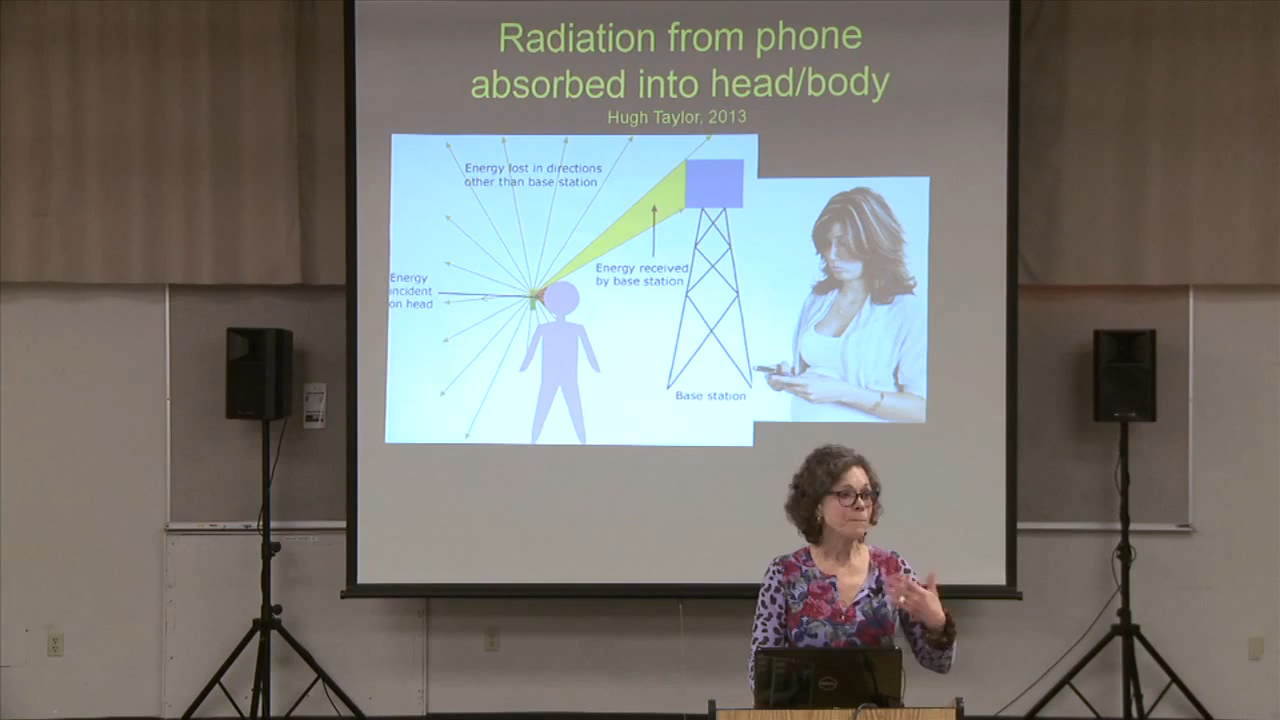 Radiation from phone
absorbed into head/body
Hugh Taylor, 2013
Energy lost in directions
other than base station
Energy received
by base station
Energy
incident
on head
Base station
DELL